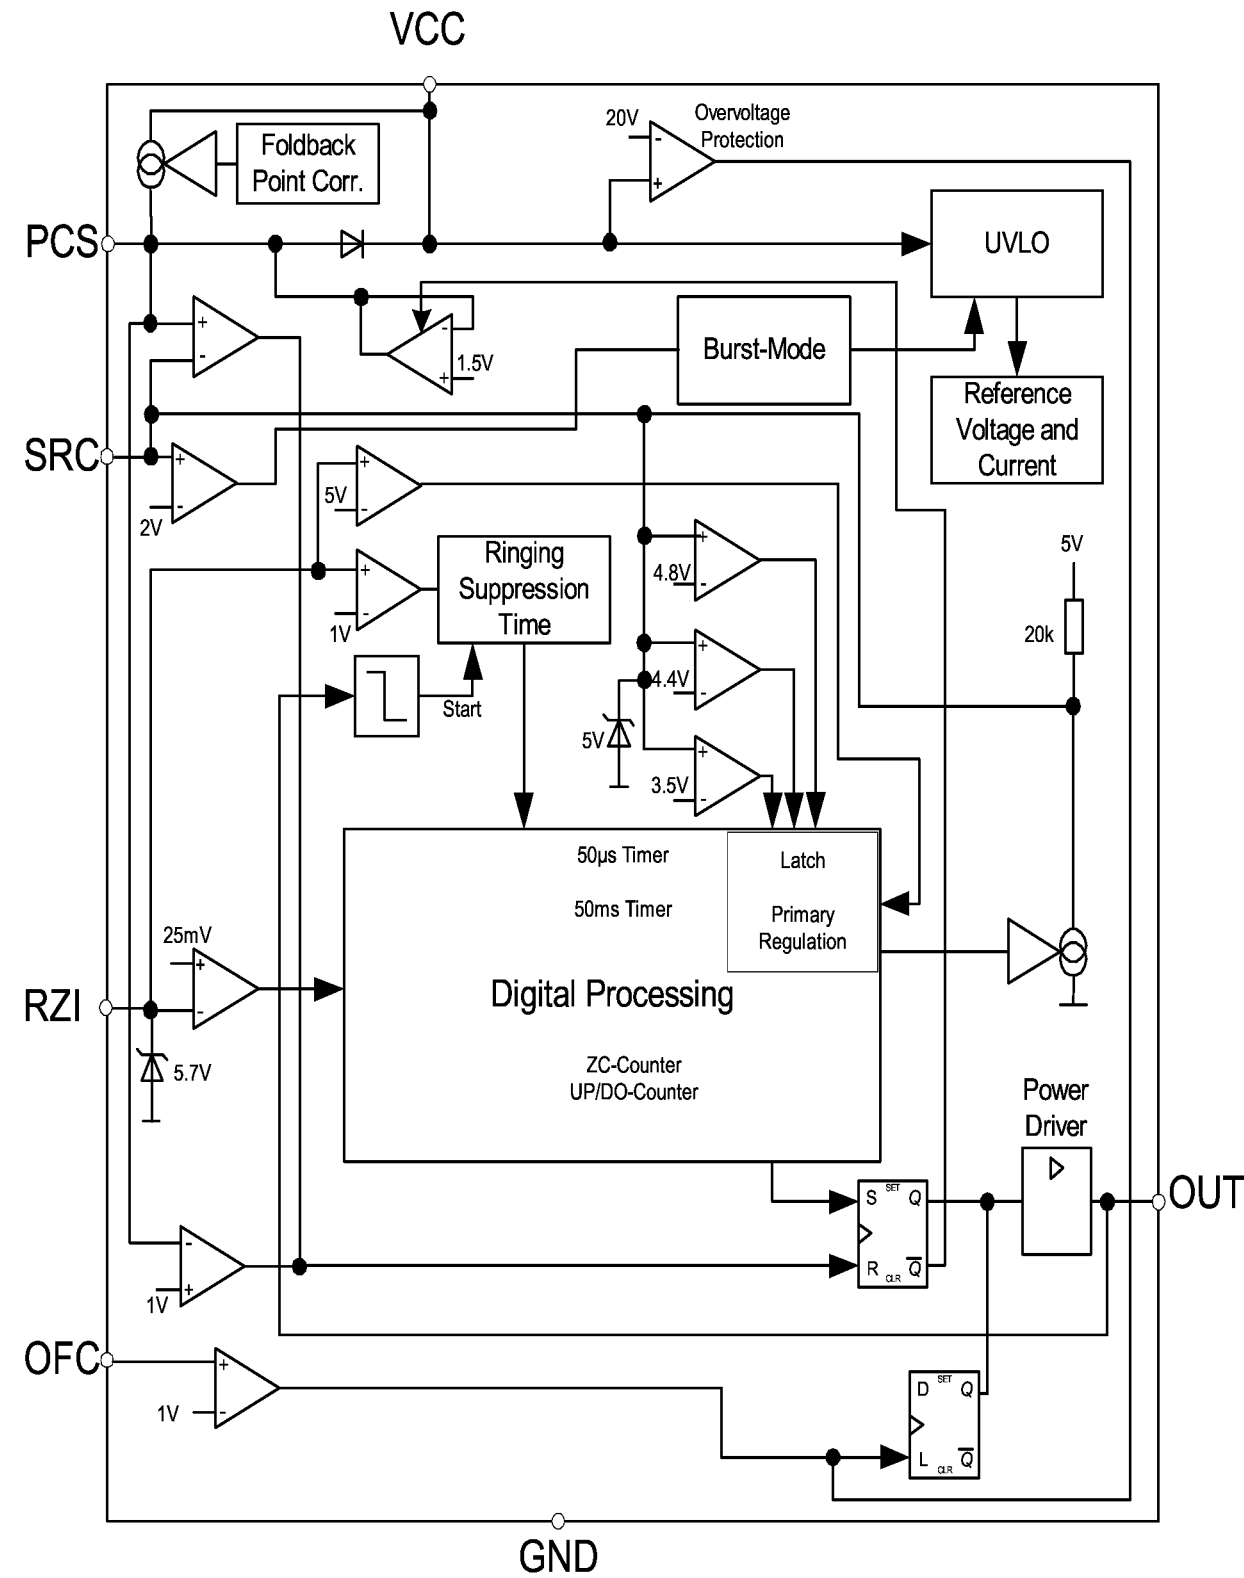 VCC
20V
Overvoltage
Protection
-
+
Foldback
Point Corr.
PCS
UVLO
+
-
-
1.5V
+
Burst-Mode
Reference
Voltage and
Current
SRC
+
-
2V
+
5V
-
Ringing
Suppression
Time
+
-
1V
+
4.8V
-
5V
20k
Start
+
4.4V
-
5V
+
3.5V
-
50µs Timer
50ms Timer
Latch
Primary
Regulation
25mV
+
-
RZI
5.7V
Digital Processing
ZC-Counter
UP/DO-Counter
Power
Driver
S SET Q
R CLR Q
OUT
-
+
1V
OFC
+
1V
-
D SET Q
L CLR Q
GND